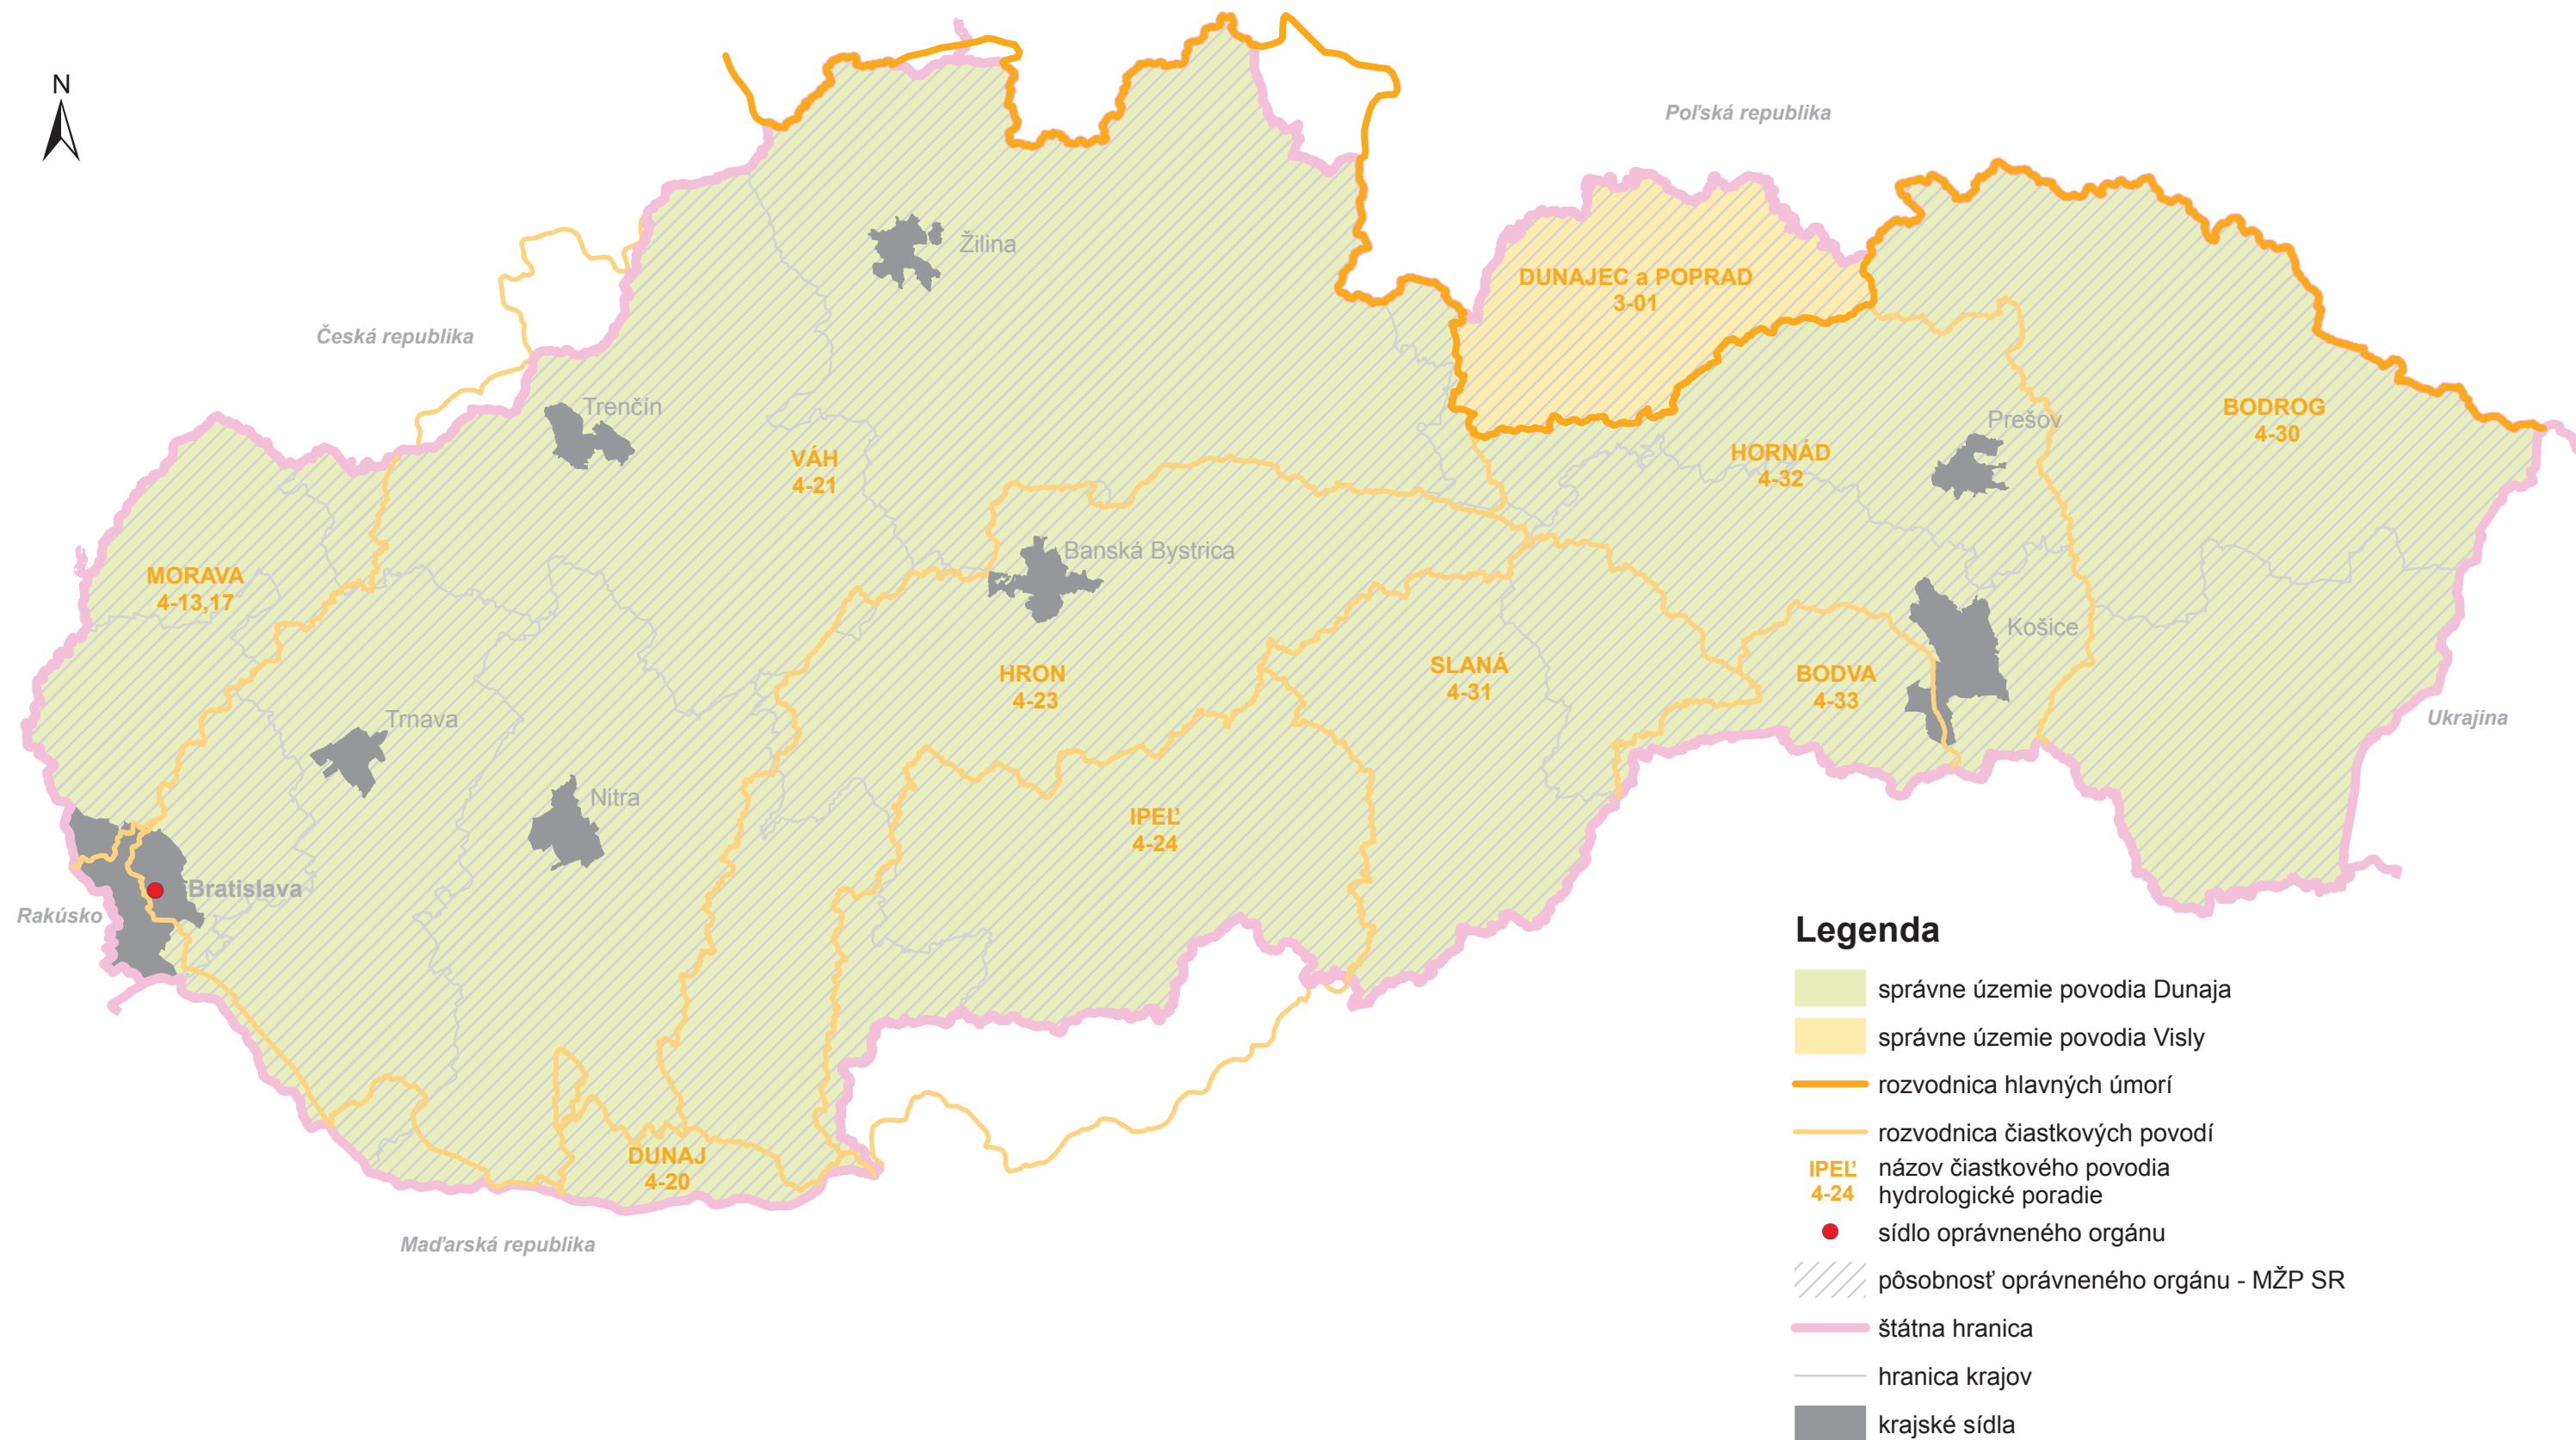 N
Poľská republika
Žilina
DUNAJEC a POPRAD
3-01
Česká republika
Trenčín
Prešov
BODROG
4-30
VÁH
4-21
HORNÁD
4-32
Banská Bystrica
MORAVA
4-13,17
Košice
HRON
4-23
SLANÁ
4-31
BODVA
4-33
Trnava
Ukrajina
Nitra
IPEĽ
4-24
Bratislava
Rakúsko
DUNAJ
4-20
Maďarská republika
Legenda
správne územie povodia Dunaja
správne územie povodia Visly
rozvodnica hlavných úmorí
rozvodnica čiastkových povodí
IPEĽ názov čiastkového povodia
4-24 hydrologické poradie
sídlo oprávneného orgánu
pôsobnosť oprávneného orgánu - MŽP SR
štátna hranica
hranica krajov
krajské sídla